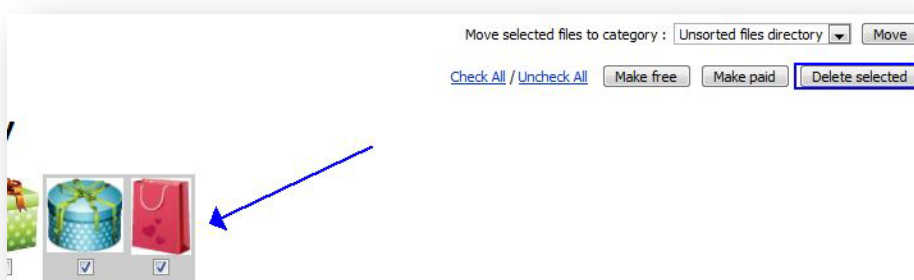 Move selected files to category : Unsorted files directory Move
Check All / Uncheck All Make free Make paid Delete selected